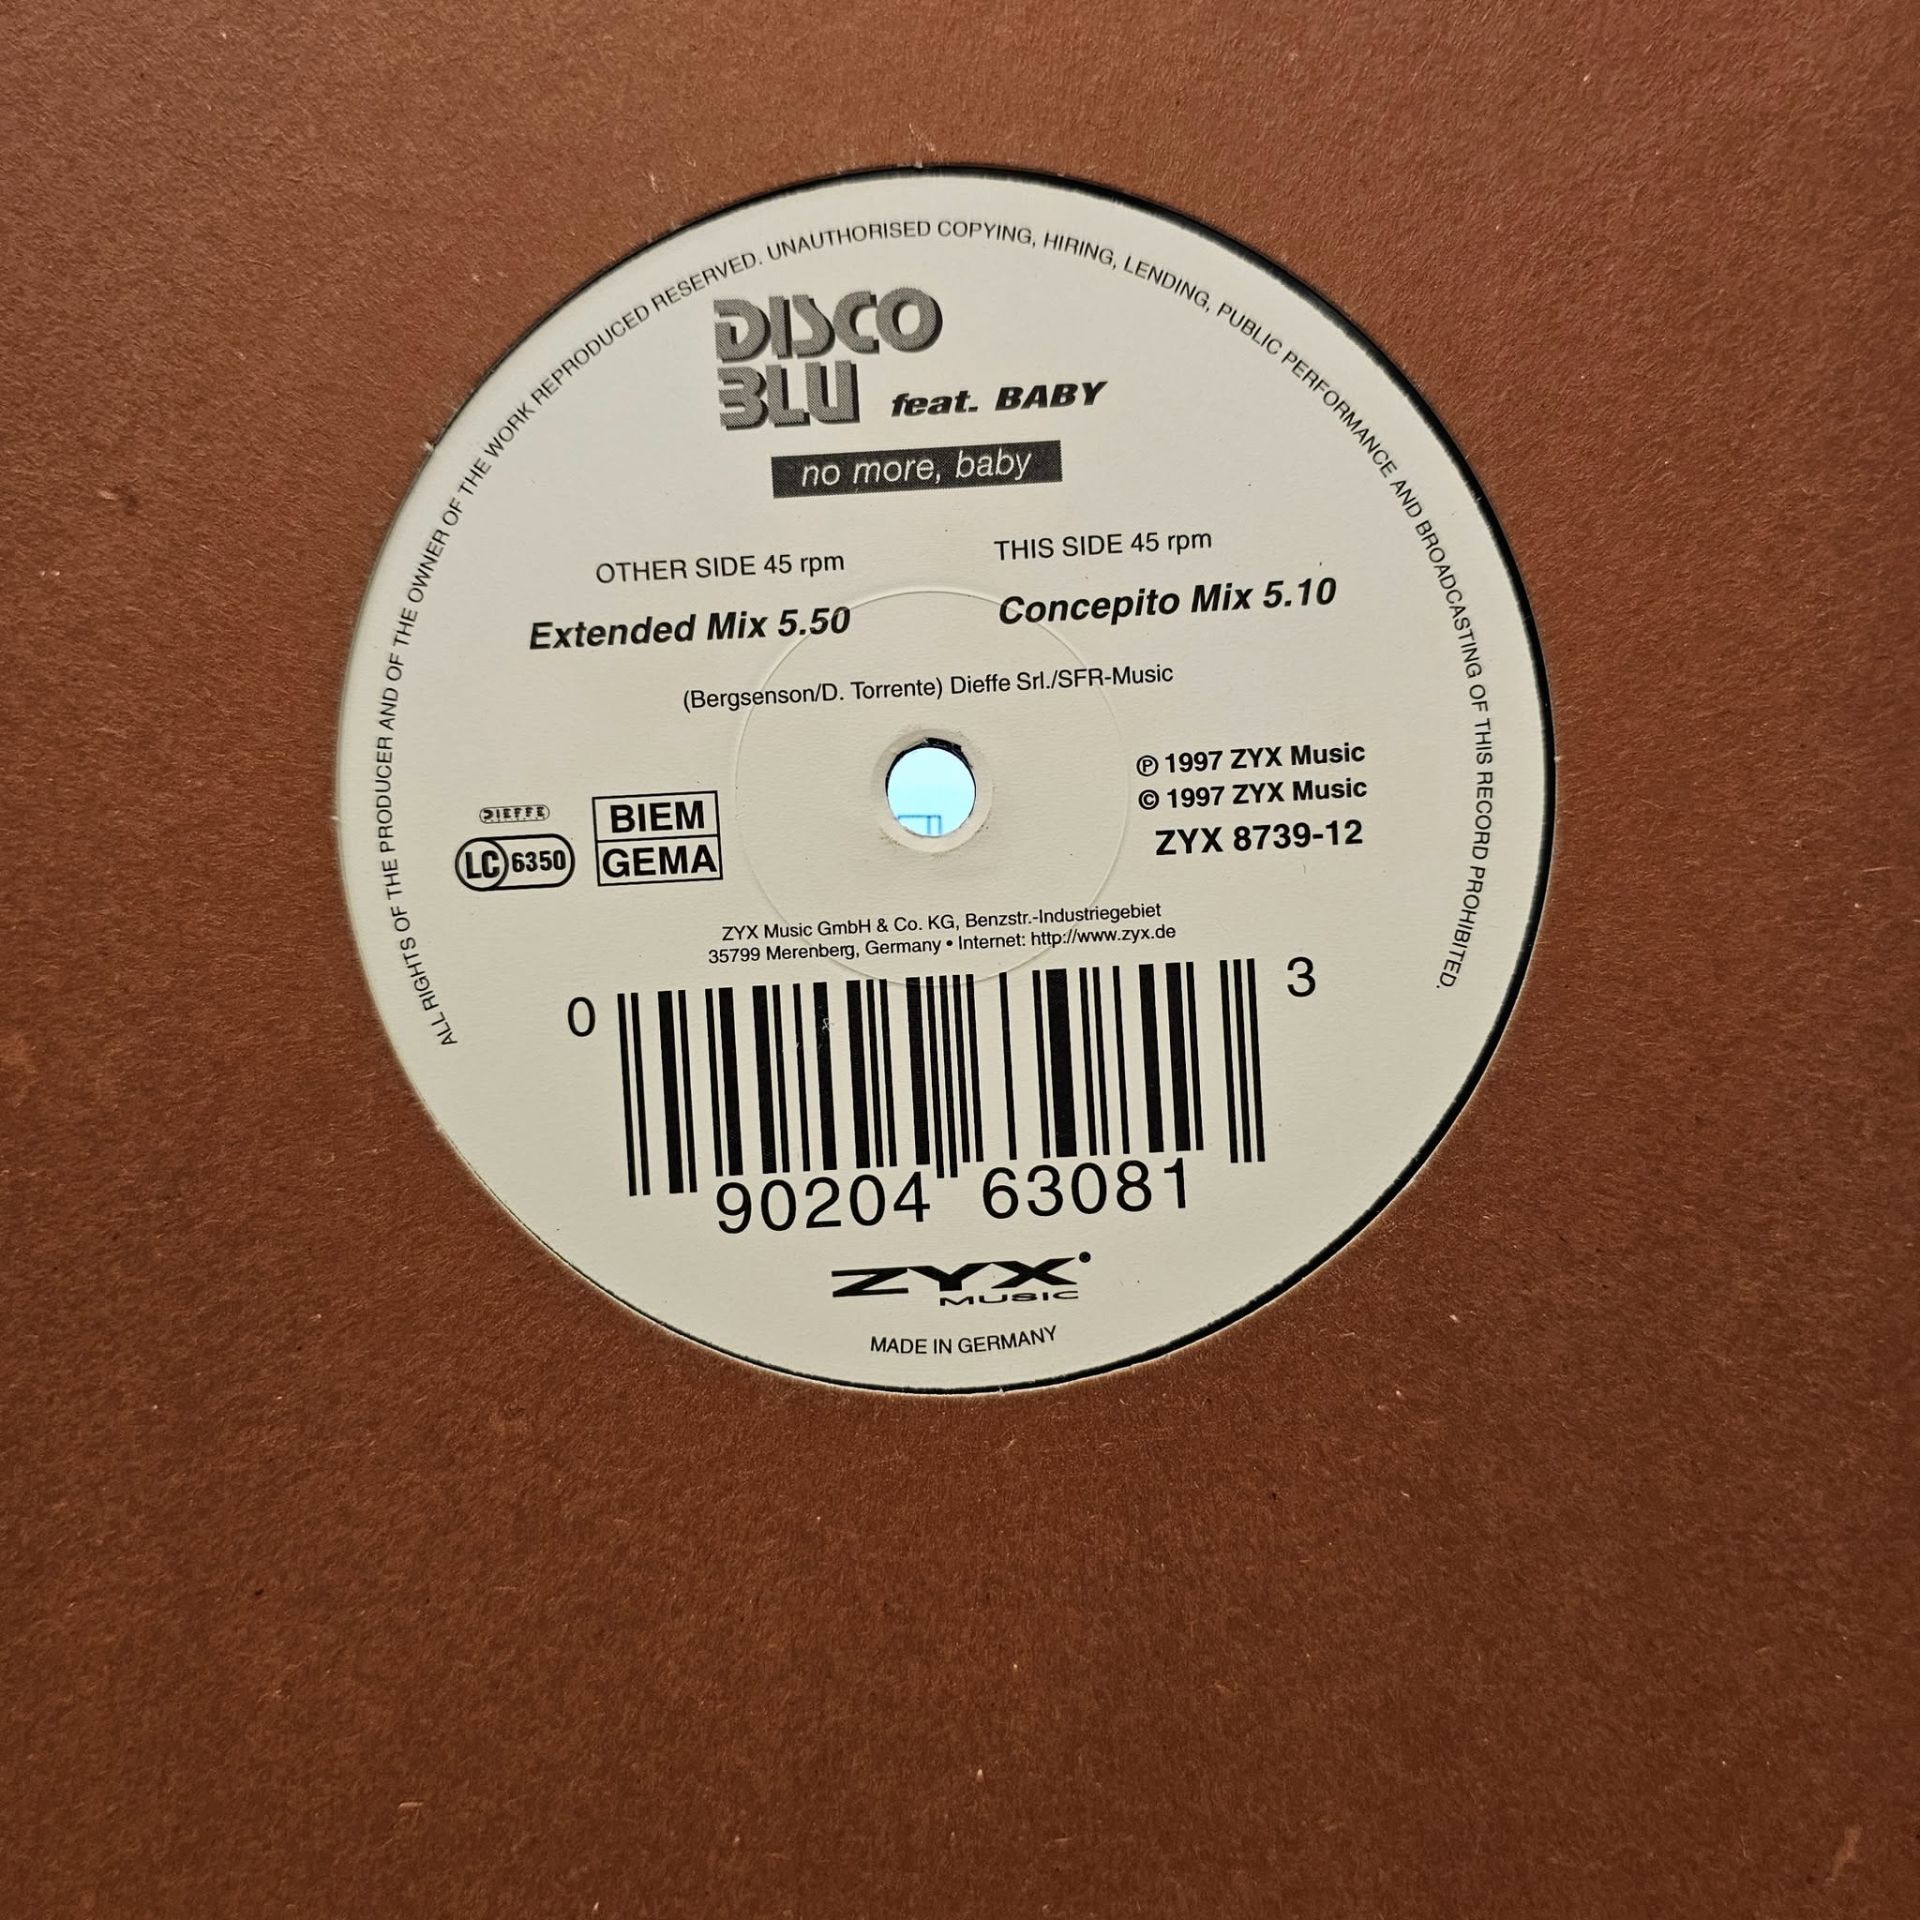 ALL RIGHTS OF THE PRODUCER AND OF THE OWNER OF THE WORK REPRODUCED RESERVED. UNAUTHORISED COPYING, HIRING, LENDING, PUBLIC PERFORMANCE AND BROADCASTING OF THIS RECORD PROHIBITED.
DISCO
BLU feat. BABY
no more, baby
OTHER SIDE 45 rpm
Extended Mix 5.50
THIS SIDE 45 rpm
Concepito Mix 5.10
(Bergsenson/D. Torrente) Dieffe Srl./SFR-Music
℗ 1997 ZYX Music
© 1997 ZYX Music
ZYX 8739-12
DIEFFE
LC 6350
BIEM
GEMA
ZYX Music GmbH & Co. KG, Benzstr.-Industriegebiet
35799 Merenberg, Germany • Internet: http://www.zyx.de
0 90204 63081 3
ZYX
MUSIC
MADE IN GERMANY